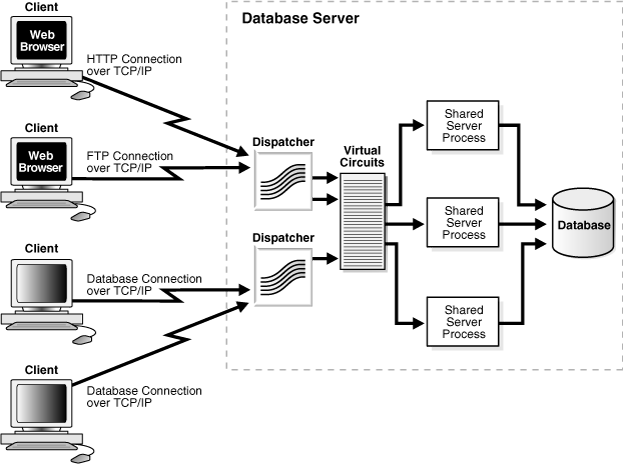 Client
Web
Browser
HTTP Connection
over TCP/IP
Client
Web
Browser
FTP Connection
over TCP/IP
Client
Database Connection
over TCP/IP
Client
Database Connection
over TCP/IP
Database Server
Dispatcher
Dispatcher
Virtual
Circuits
Shared
Server
Process
Shared
Server
Process
Shared
Server
Process
Database